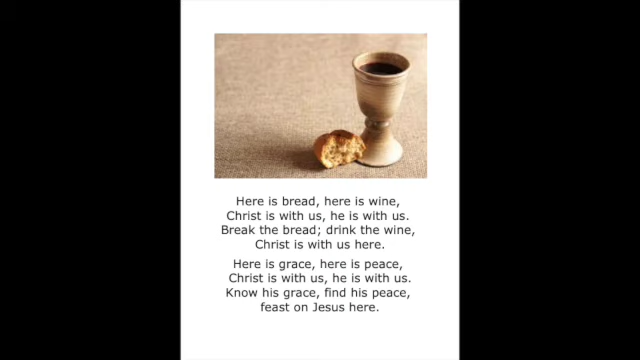 Here is bread, here is wine,
Christ is with us, he is with us.
Break the bread; drink the wine,
Christ is with us here.
Here is grace, here is peace,
Christ is with us, he is with us.
Know his grace, find his peace,
feast on Jesus here.